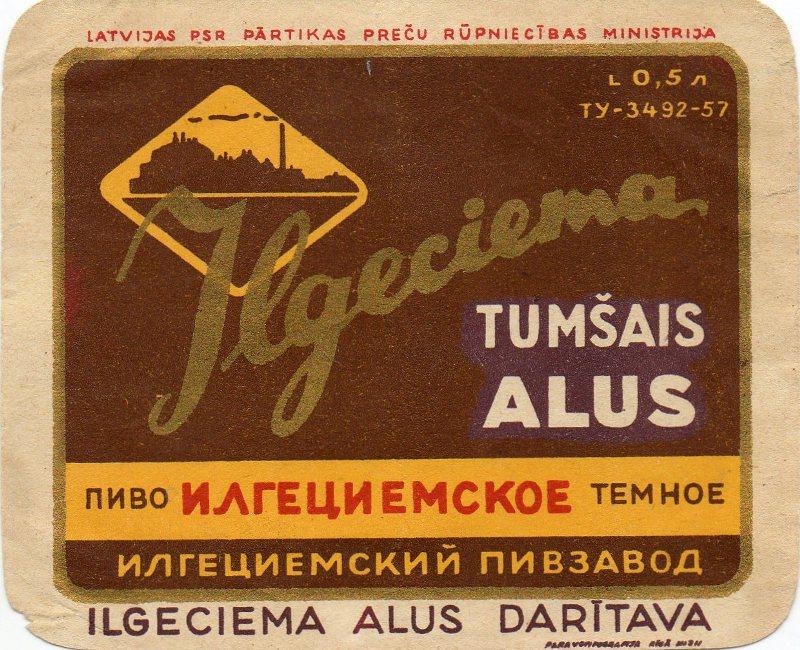 LATVIJAS PSR PĀRTIKAS PREČU RŪPNIECĪBAS MINISTRIJA
L 0,5 Л
ТУ-3492-57
Ilgeciema
TUMŠAIS
ALUS
ПИВО ИЛГЕЦИЕМСКОЕ ТЕМНОЕ
ИЛГЕЦИЕМСКИЙ ПИВЗАВОД
ILGECIEMA ALUS DARĪTAVA